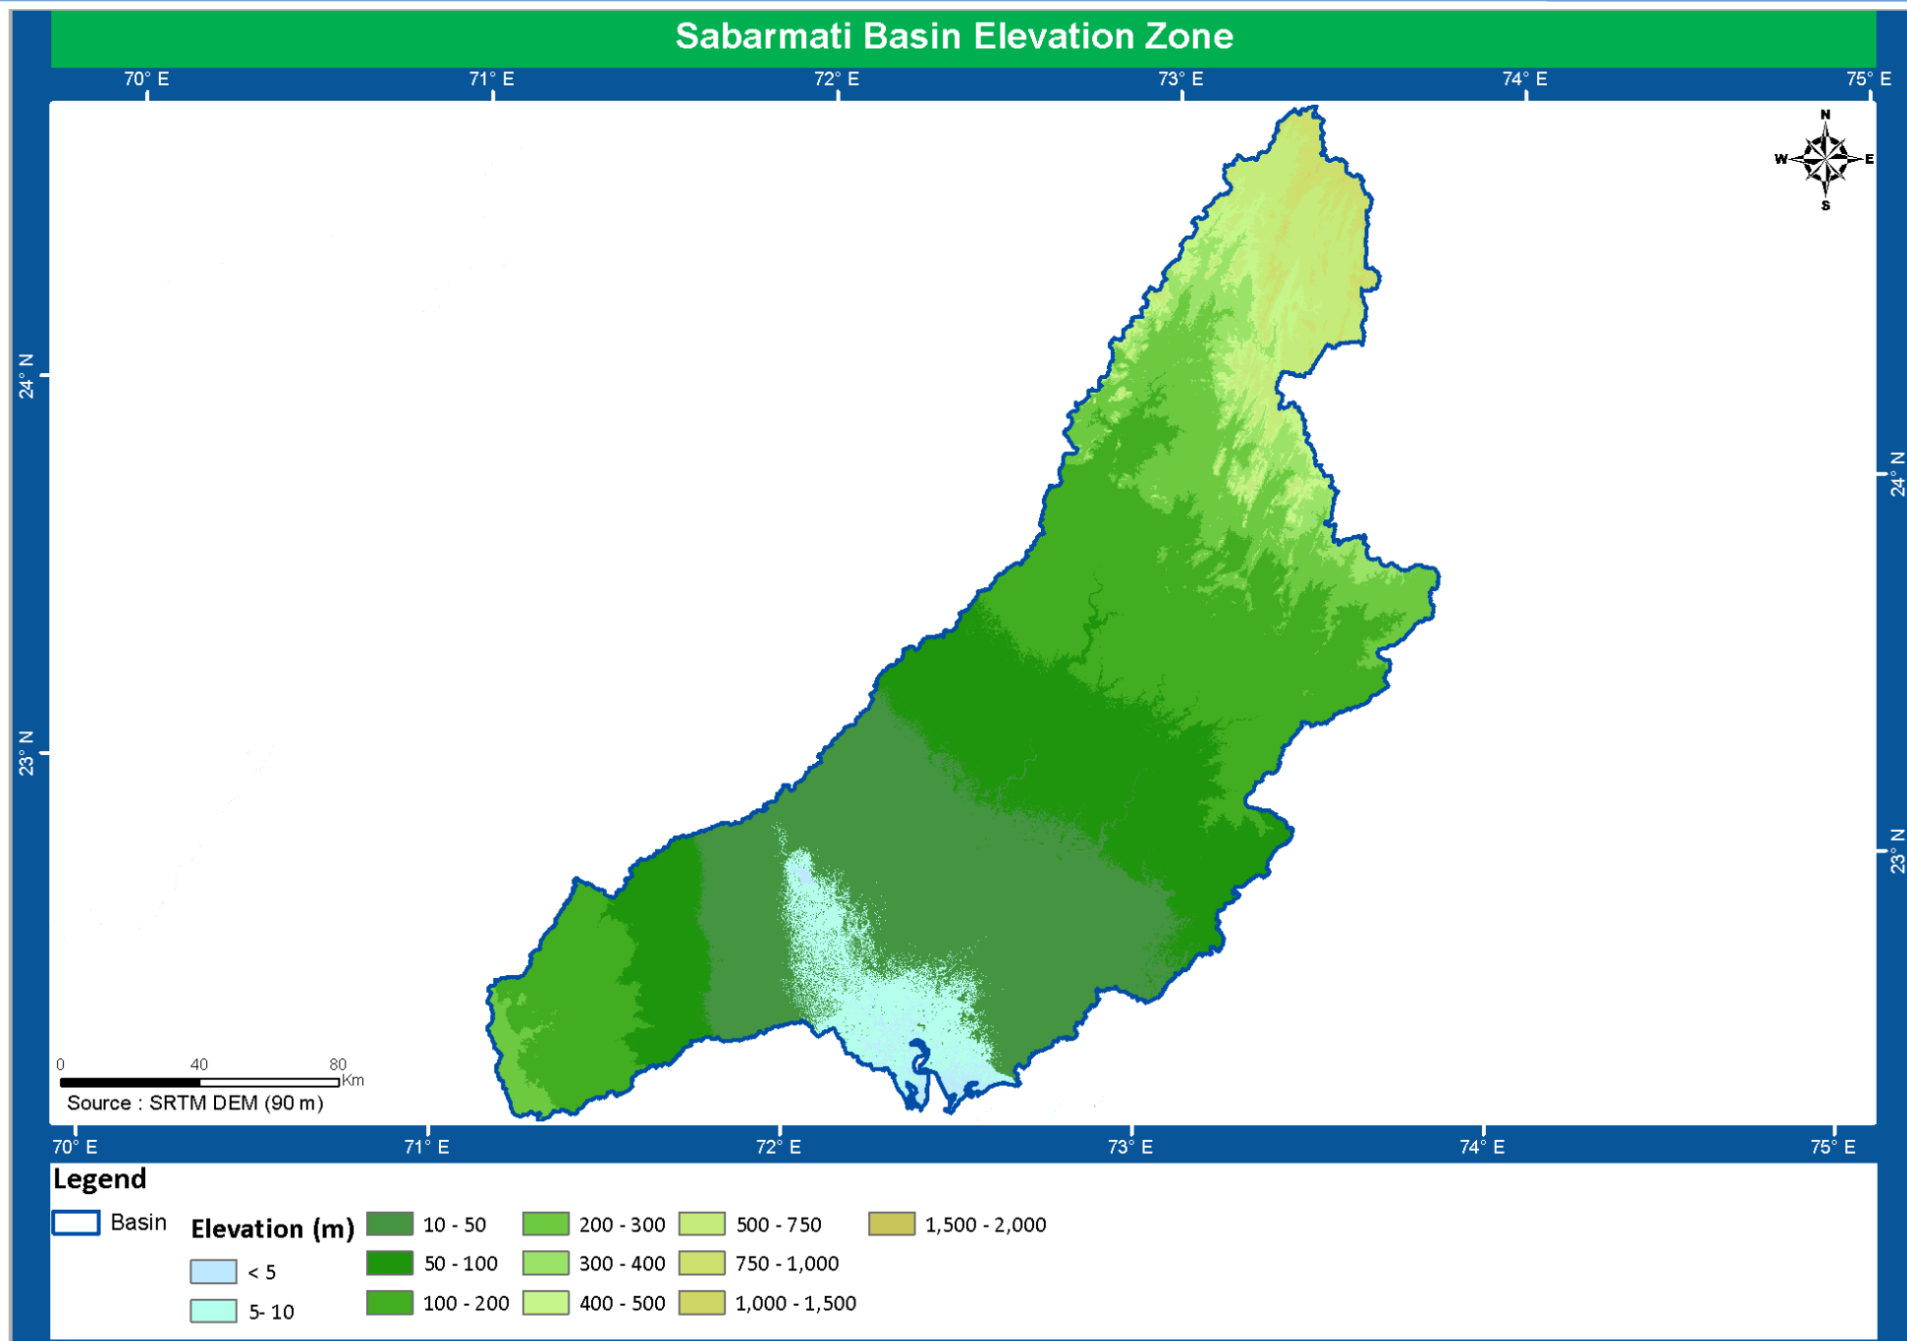 Sabarmati Basin Elevation Zone
70° E 71° E 72° E 73° E 74° E 75° E
N
W E
S
24° N
24° N
23° N
23° N
0 40 80
Km
Source : SRTM DEM (90 m)
70° E 71° E 72° E 73° E 74° E 75° E
Legend
Basin
Elevation (m)
< 5
5- 10
10 - 50
50 - 100
100 - 200
200 - 300
300 - 400
400 - 500
500 - 750
750 - 1,000
1,000 - 1,500
1,500 - 2,000